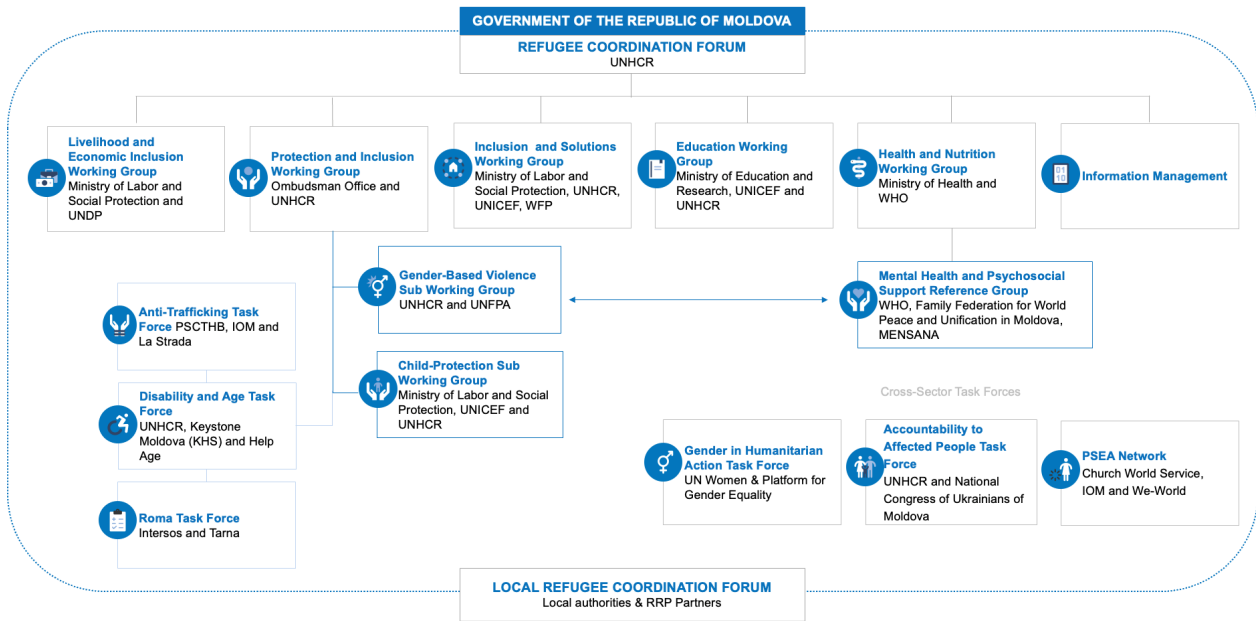 GOVERNMENT OF THE REPUBLIC OF MOLDOVA
REFUGEE COORDINATION FORUM
UNHCR
Livelihood and
Economic Inclusion
Working Group
Ministry of Labor and
Social Protection and
UNDP
Protection and Inclusion
Working Group
Ombudsman Office and
UNHCR
Inclusion and Solutions
Working Group
Ministry of Labor and
Social Protection, UNHCR,
UNICEF, WFP
Education Working
Group
Ministry of Education and
Research, UNICEF and
UNHCR
Health and Nutrition
Working Group
Ministry of Health and
WHO
01
10
Information Management
Gender-Based Violence
Sub Working Group
UNHCR and UNFPA
Mental Health and Psychosocial
Support Reference Group
WHO, Family Federation for World
Peace and Unification in Moldova,
MENSANA
Anti-Trafficking Task
Force PSCTHB, IOM and
La Strada
Child-Protection Sub
Working Group
Ministry of Labor and Social
Protection, UNICEF and
UNHCR
Disability and Age Task
Force
UNHCR, Keystone
Moldova (KHS) and Help
Age
Roma Task Force
Intersos and Tarna
Cross-Sector Task Forces
Gender in Humanitarian
Action Task Force
UN Women & Platform for
Gender Equality
Accountability to
Affected People Task
Force
UNHCR and National
Congress of Ukrainians of
Moldova
PSEA Network
Church World Service,
IOM and We-World
LOCAL REFUGEE COORDINATION FORUM
Local authorities & RRP Partners